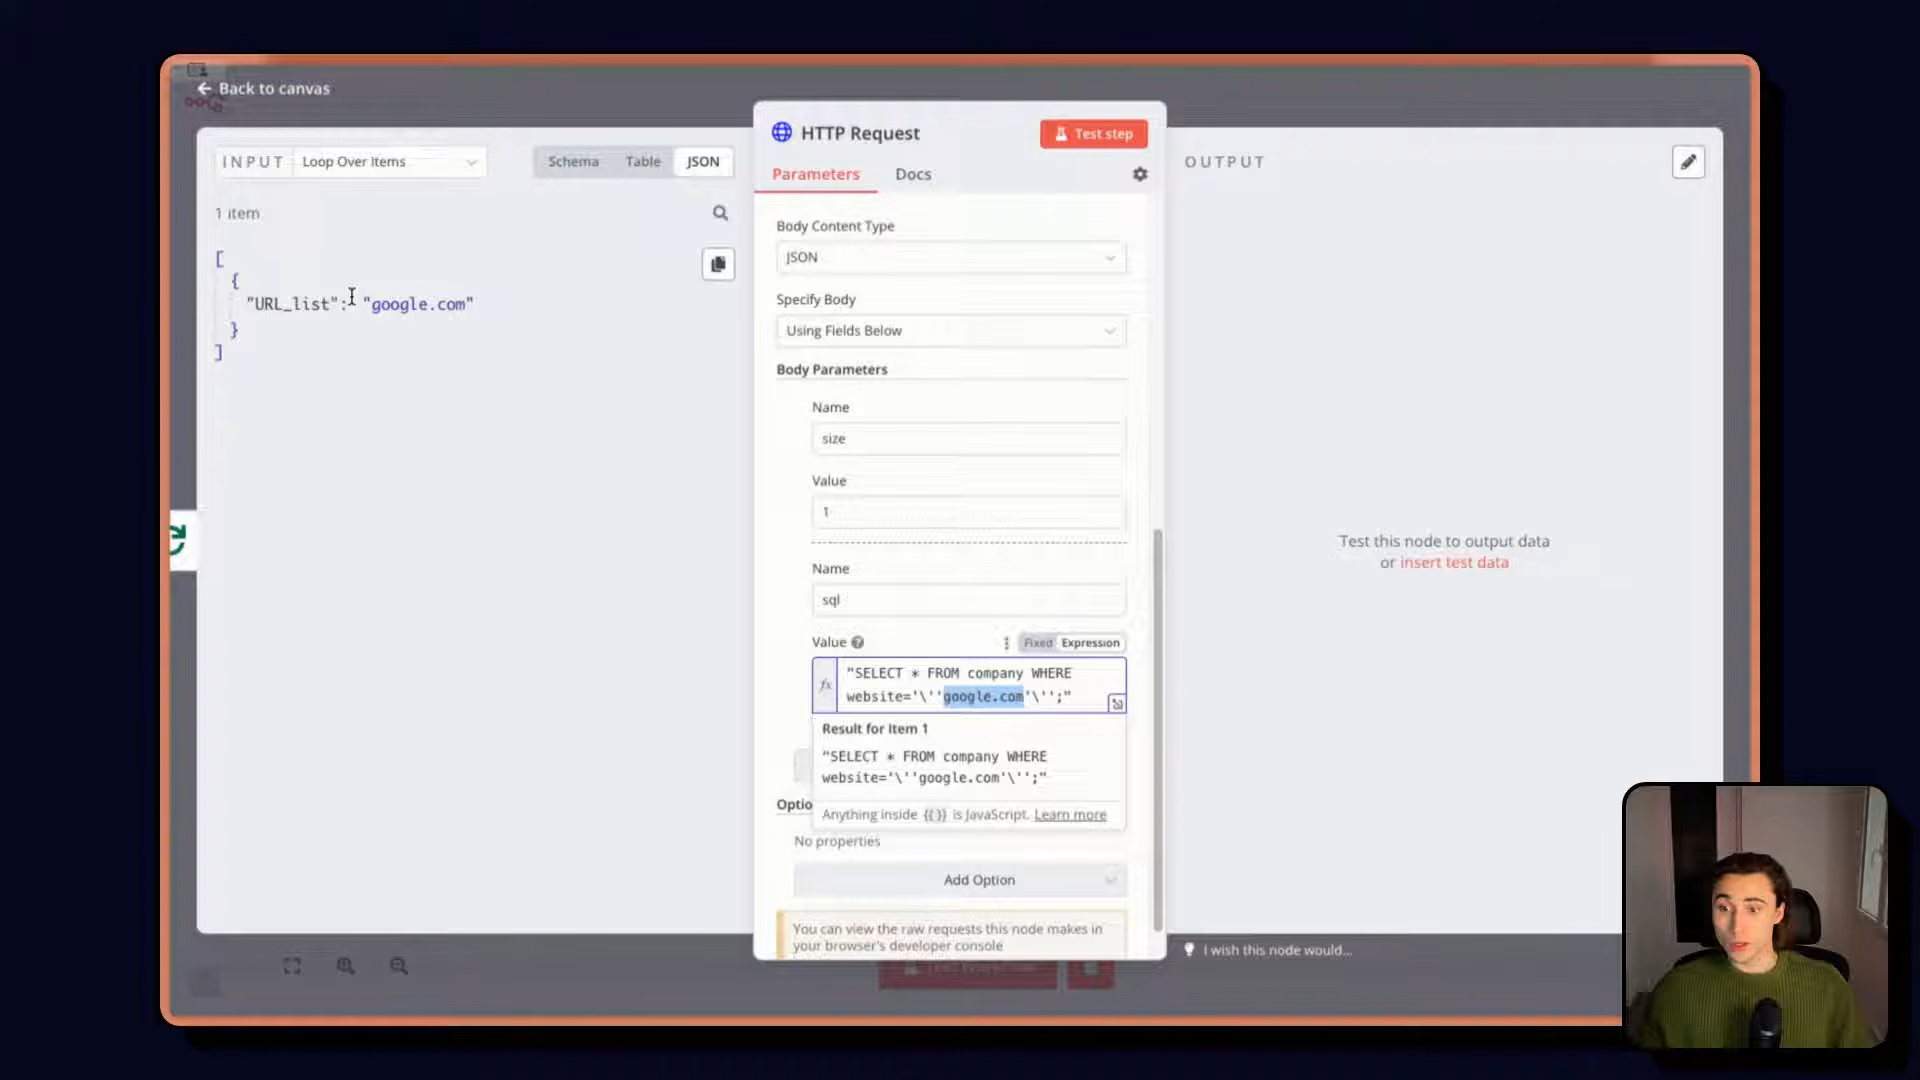 Back to canvas
INPUT Loop Over Items
Schema Table JSON
1 item
[
{
"URL_list": "google.com"
}
]
HTTP Request
Test step
Parameters Docs
Body Content Type
JSON
Specify Body
Using Fields Below
Body Parameters
Name
size
Value
1
Name
sql
Value
Fixed Expression
fx
"SELECT * FROM company WHERE
website='\''google.com'\'';"
Result for Item 1
"SELECT * FROM company WHERE
website='\''google.com'\'';"
Anything inside {{ }} is JavaScript. Learn more
Optio
No properties
Add Option
You can view the raw requests this node makes in
your browser's developer console
OUTPUT
Test this node to output data
or insert test data
I wish this node would...